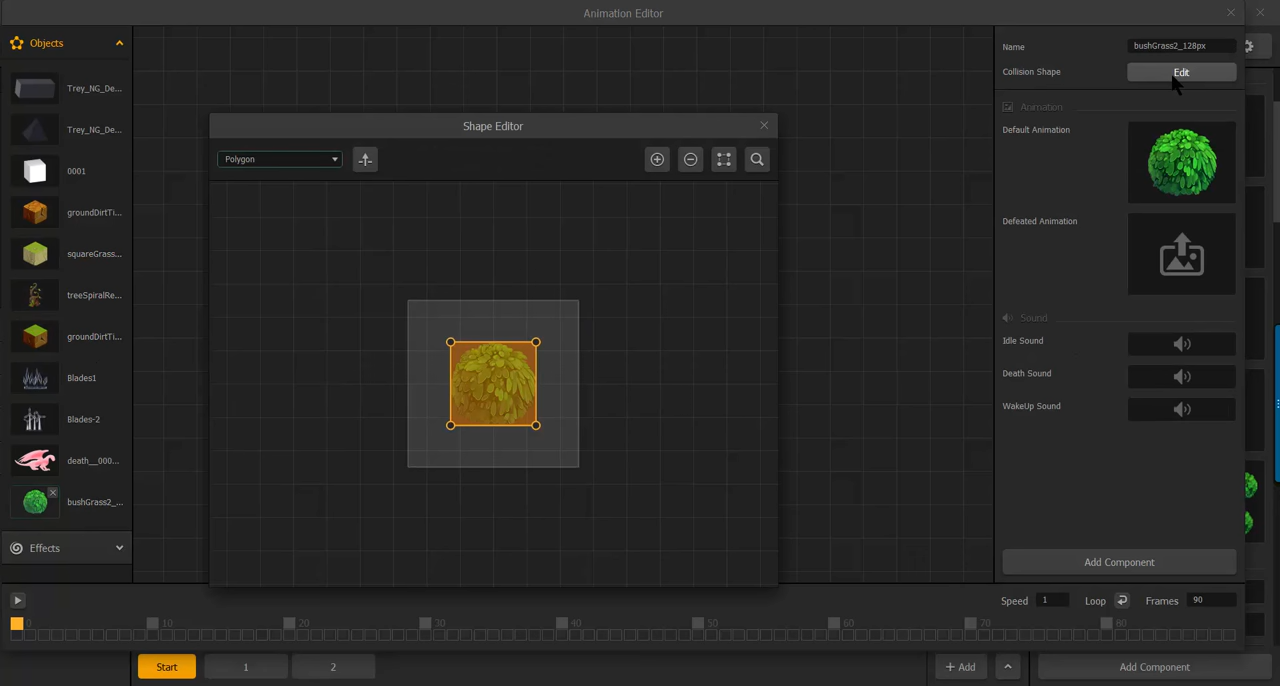 Animation Editor
Objects
Trey_NG_De...
Trey_NG_De...
0001
groundDirtTi...
squareGrass...
treeSpiralRe...
groundDirtTi...
Blades1
Blades-2
death__000...
bushGrass2_...
Effects
Shape Editor
Polygon
Name
bushGrass2_128px
Collision Shape
Edit
Animation
Default Animation
Defeated Animation
Sound
Idle Sound
Death Sound
WakeUp Sound
Add Component
Speed 1 Loop Frames 90
0 10 20 30 40 50 60 70 80
Start 1 2 + Add Add Component